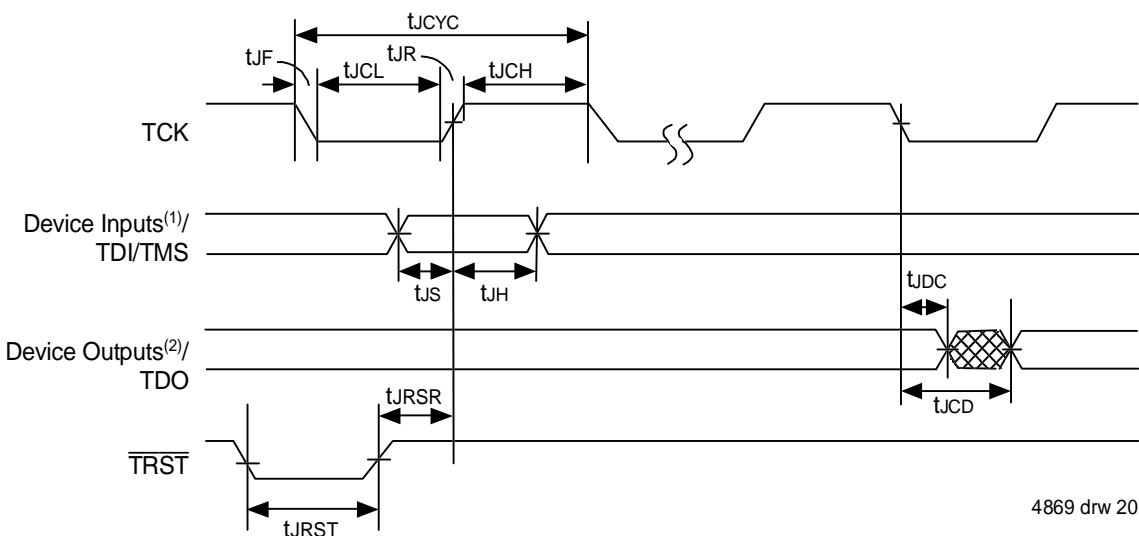 tJCYC
tJF
tJR
tJCL
tJCH
TCK
Device Inputs(1)/
TDI/TMS
tJS
tJH
tJDC
Device Outputs(2)/
TDO
tJRSR
tJCD
TRST
tJRST
4869 drw 20